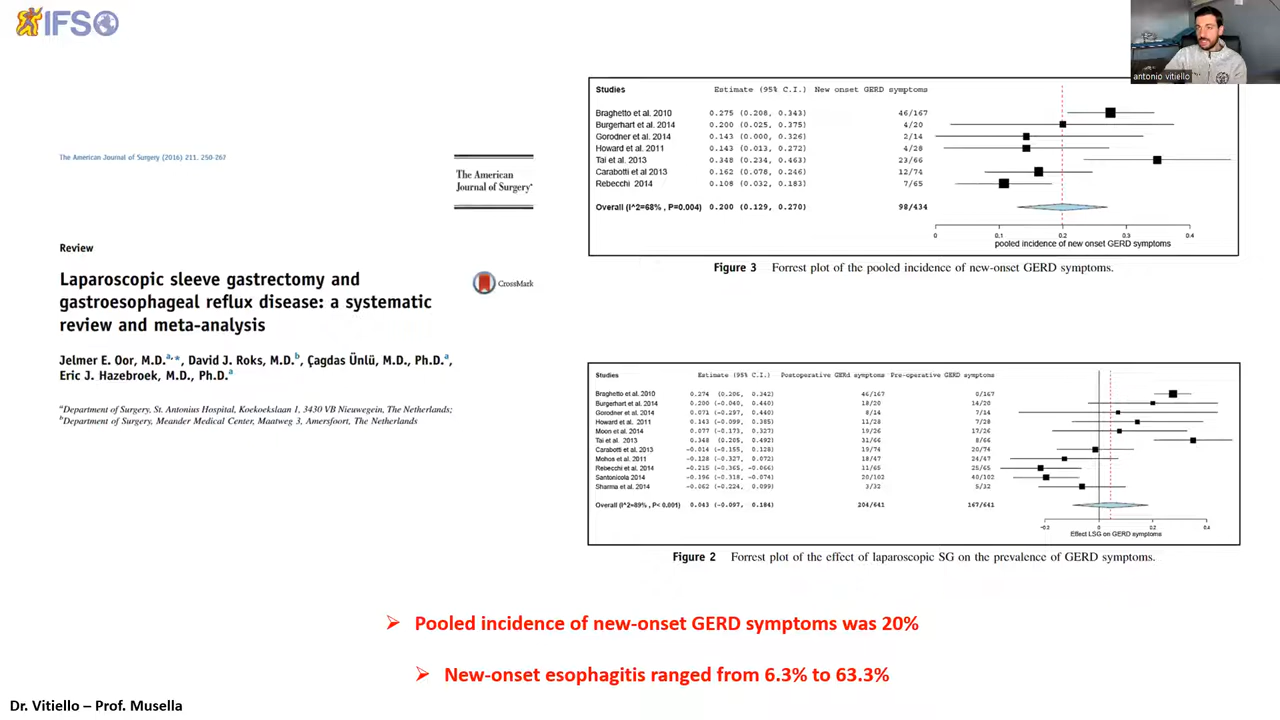 IFSO
antonio vitiello
The American Journal of Surgery (2016) 211, 250-267
The American
Journal of Surgery*
Review
Laparoscopic sleeve gastrectomy and
gastroesophageal reflux disease: a systematic
review and meta-analysis
CrossMark
Jelmer E. Oor, M.D.a,*, David J. Roks, M.D.b, Çagdas Ünlü, M.D., Ph.D.a,
Eric J. Hazebroek, M.D., Ph.D.a
aDepartment of Surgery, St. Antonius Hospital, Koekoekslaan 1, 3430 VB Nieuwegein, The Netherlands;
bDepartment of Surgery, Meander Medical Center, Maatweg 3, Amersfoort, The Netherlands
Studies Estimate (95% C.I.) New onset GERD symptoms
Braghetto et al. 2010 0.275 (0.208, 0.343) 46/167
Burgerhart et al. 2014 0.200 (0.025, 0.375) 4/20
Gorodner et al. 2014 0.143 (0.000, 0.326) 2/14
Howard et al. 2011 0.143 (0.013, 0.272) 4/28
Tai et al. 2013 0.348 (0.234, 0.463) 23/66
Carabotti et al 2013 0.162 (0.078, 0.246) 12/74
Rebecchi 2014 0.108 (0.032, 0.183) 7/65
Overall (I^2=68% , P=0.004) 0.200 (0.129, 0.270) 98/434
0 0.1 0.2 0.3 0.4
pooled incidence of new onset GERD symptoms
Figure 3 Forrest plot of the pooled incidence of new-onset GERD symptoms.
Studies Estimate (95% C.I.) Postoperative GERd symptoms Pre-operative GERD symptoms
Braghetto et al. 2010 0.274 (0.206, 0.342) 46/167 0/167
Burgerhart et al. 2014 0.200 (-0.040, 0.440) 18/20 14/20
Gorodner et al. 2014 0.071 (-0.297, 0.440) 8/14 7/14
Howard et al. 2011 0.143 (-0.099, 0.385) 11/28 7/28
Moon et al. 2014 0.077 (-0.173, 0.327) 19/26 17/26
Tai et al. 2013 0.348 (0.205, 0.492) 31/66 8/66
Carabotti et al. 2013 -0.014 (-0.155, 0.128) 19/74 20/74
Mohos et al. 2011 -0.128 (-0.327, 0.072) 18/47 24/47
Rebecchi et al. 2014 -0.215 (-0.365, -0.066) 11/65 25/65
Santonicola 2014 -0.196 (-0.318, -0.074) 20/102 40/102
Sharma et al. 2014 -0.062 (-0.224, 0.099) 3/32 5/32
Overall (I^2=89% , P< 0.001) 0.043 (-0.097, 0.184) 204/641 167/641
-0.2 0 0.2 0.4
Effect LSG on GERD symptoms
Figure 2 Forrest plot of the effect of laparoscopic SG on the prevalence of GERD symptoms.
Pooled incidence of new-onset GERD symptoms was 20%
New-onset esophagitis ranged from 6.3% to 63.3%
Dr. Vitiello – Prof. Musella